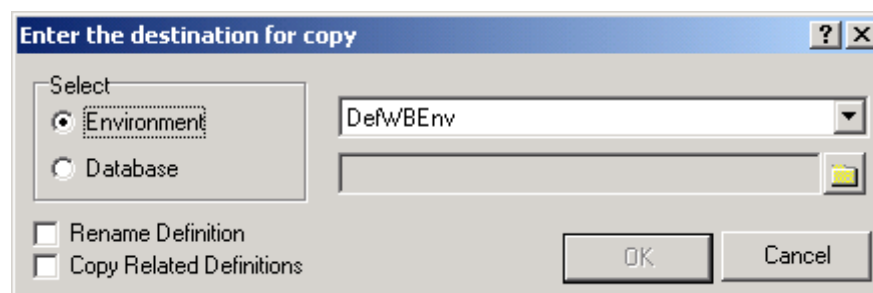 Enter the destination for copy
Select
Environment
DefWBEnv
Database
Rename Definition
Copy Related Definitions
OK
Cancel